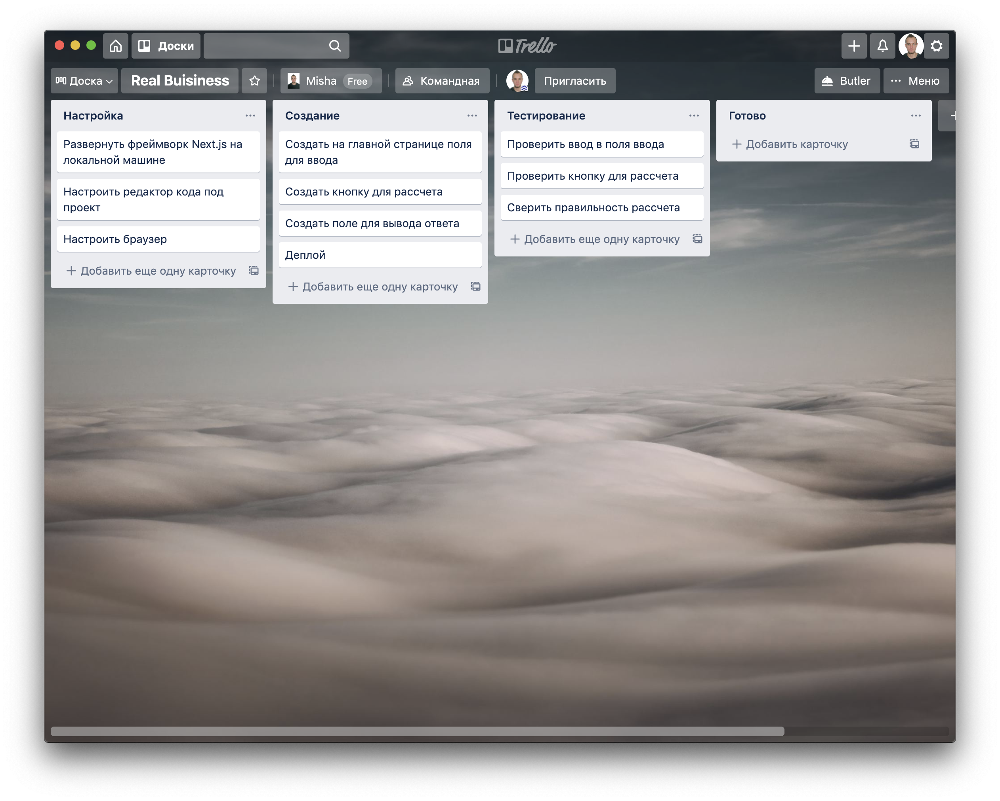 Доски
Trello
Доска
Real Buisiness
Misha Free
Командная
Пригласить
Butler
Меню
Настройка
Развернуть фреймворк Next.js на
локальной машине
Настроить редактор кода под
проект
Настроить браузер
Добавить еще одну карточку
Создание
Создать на главной странице поля
для ввода
Создать кнопку для рассчета
Создать поле для вывода ответа
Деплой
Добавить еще одну карточку
Тестирование
Проверить ввод в поля ввода
Проверить кнопку для рассчета
Сверить правильность рассчета
Добавить еще одну карточку
Готово
Добавить карточку